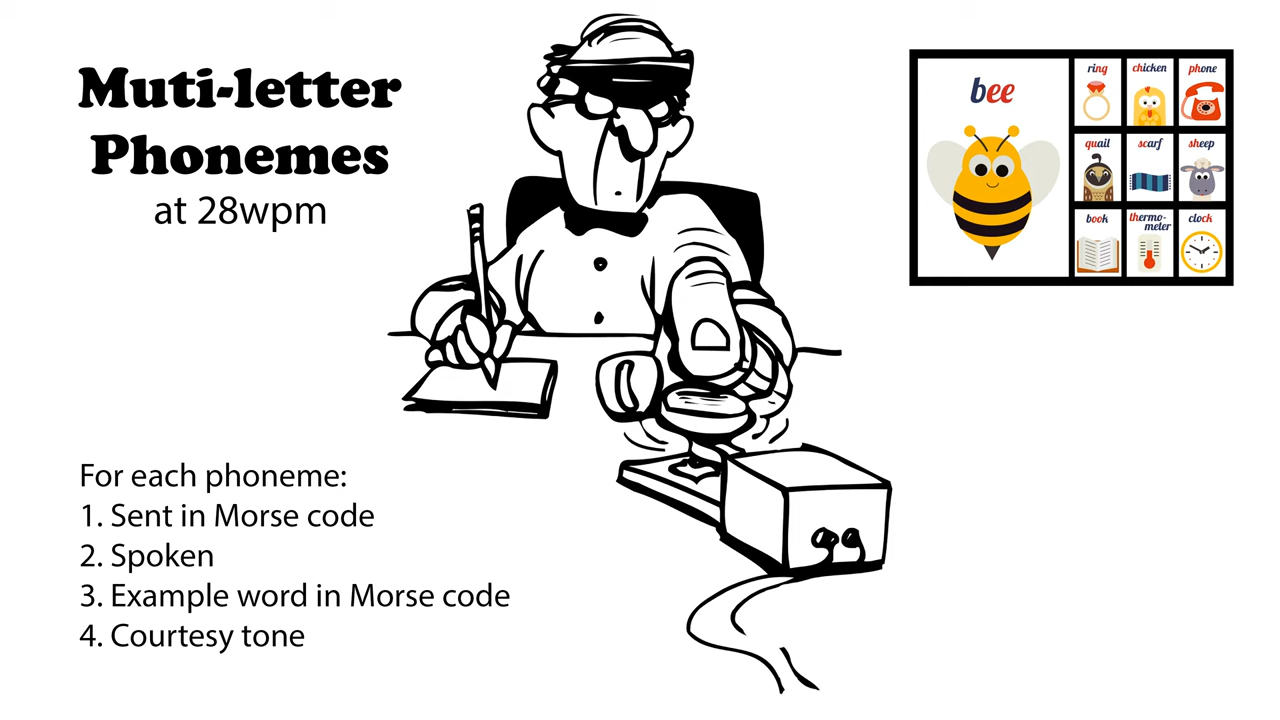 Muti-letter
Phonemes
at 28wpm
bee
ring
chicken
phone
quail
scarf
sheep
book
thermo-
meter
clock
For each phoneme:
1. Sent in Morse code
2. Spoken
3. Example word in Morse code
4. Courtesy tone